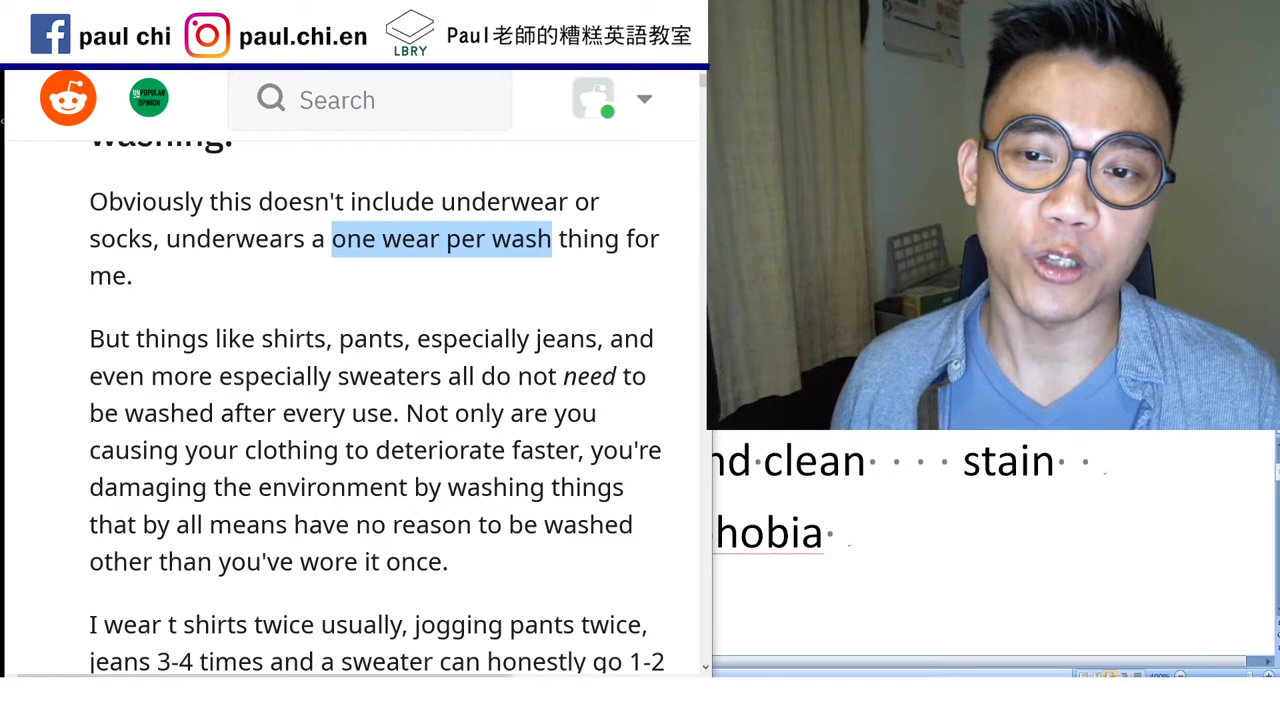 paul chi paul.chi.en LBRY Paul老師的糟糕英語教室
UNPOPULAR OPINION Search
washing.
Obviously this doesn't include underwear or
socks, underwears a one wear per wash thing for
me.
But things like shirts, pants, especially jeans, and
even more especially sweaters all do not need to
be washed after every use. Not only are you
causing your clothing to deteriorate faster, you're
damaging the environment by washing things
that by all means have no reason to be washed
other than you've wore it once.
I wear t shirts twice usually, jogging pants twice,
jeans 3-4 times and a sweater can honestly go 1-2
nd clean stain
hobia
400%